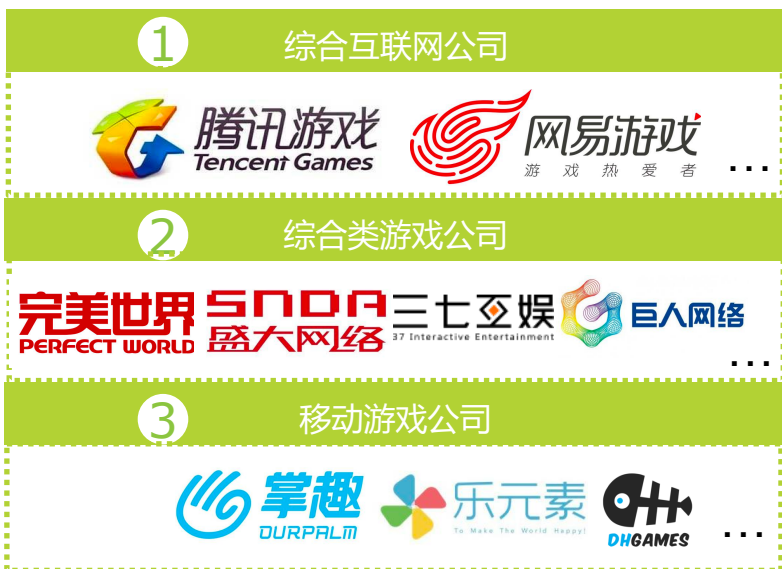 1 综合互联网公司
腾讯游戏
Tencent Games
网易游戏
游戏热爱者
...
2 综合类游戏公司
完美世界
PERFECT WORLD
SNDA
盛大网络
三七互娱
37 Interactive Entertainment
巨人网络
...
3 移动游戏公司
掌趣
OURPALM
乐元素
To Make The World Happy!
DHGAMES
...